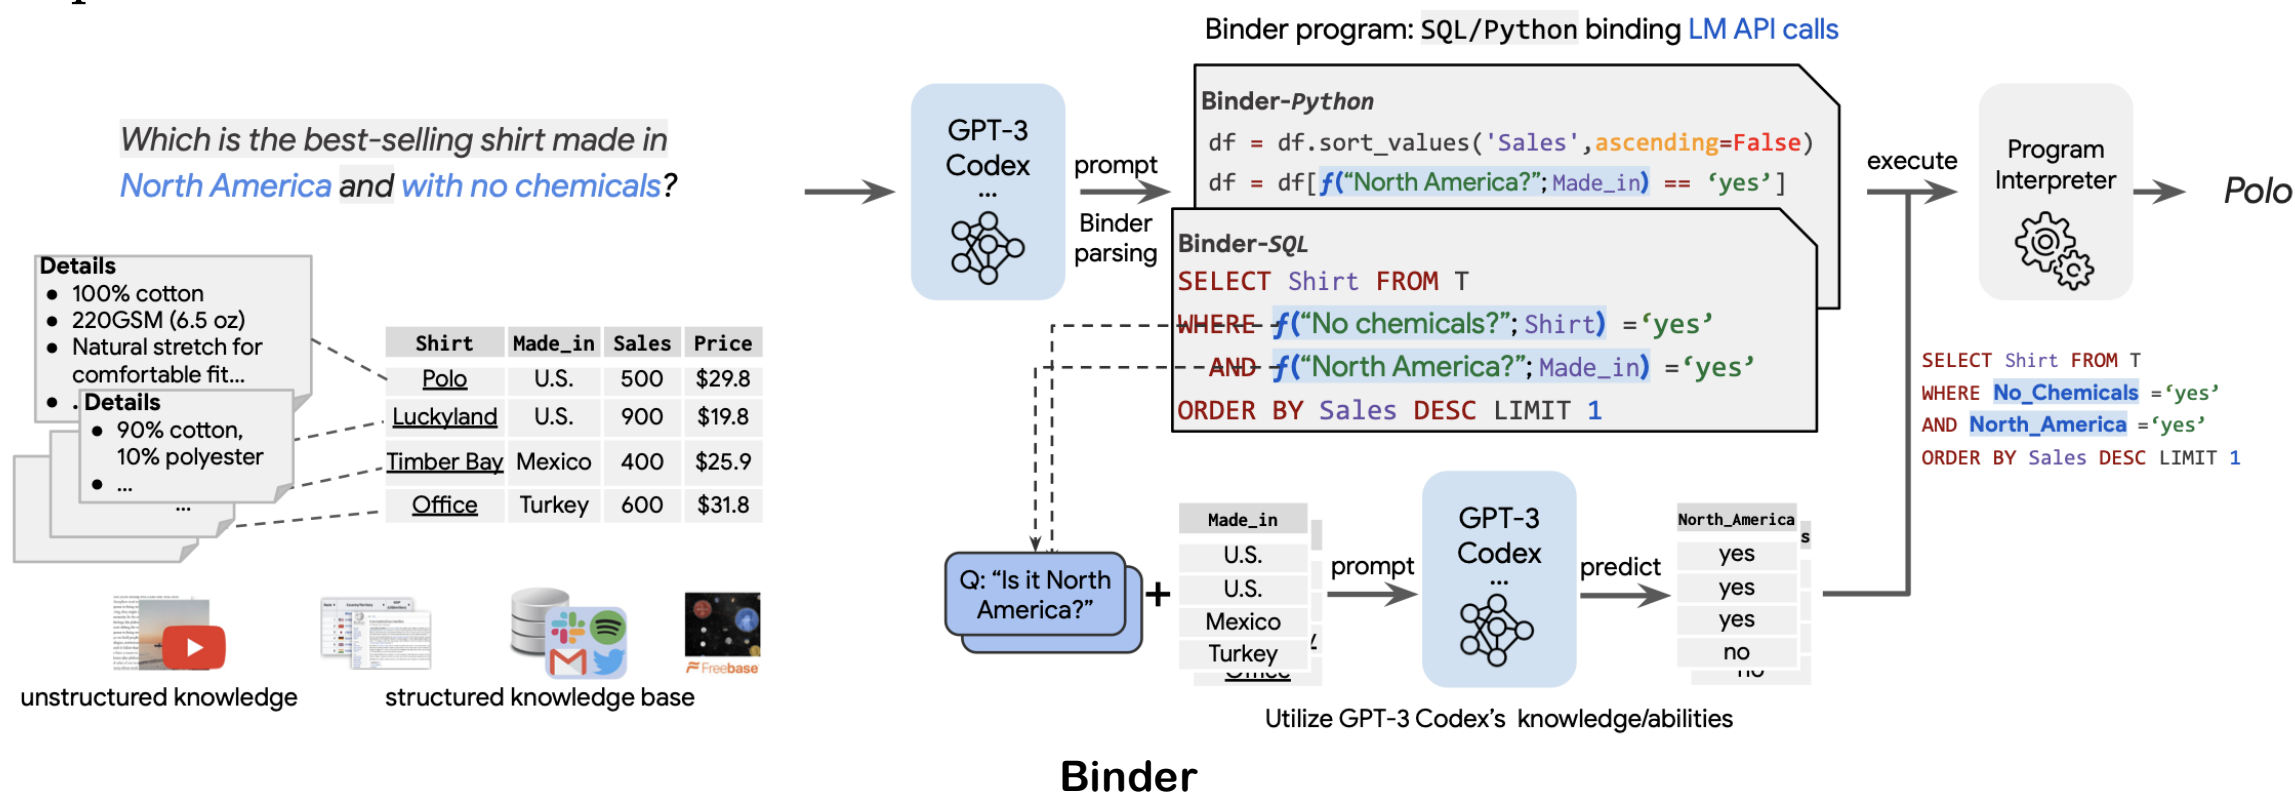 Binder program: SQL/Python binding LM API calls
Which is the best-selling shirt made in
North America and with no chemicals?
Details
100% cotton
220GSM (6.5 oz)
Natural stretch for
comfortable fit...
Details
90% cotton,
10% polyester
...
...
Shirt Made_in Sales Price
Polo U.S. 500 $29.8
Luckyland U.S. 900 $19.8
Timber Bay Mexico 400 $25.9
Office Turkey 600 $31.8
Freebase
unstructured knowledge
structured knowledge base
GPT-3
Codex
...
prompt
Binder
parsing
Binder-Python
df = df.sort_values('Sales',ascending=False)
df = df[ƒ(“North America?”; Made_in) == ‘yes’]
Binder-SQL
SELECT Shirt FROM T
WHERE ƒ(“No chemicals?”; Shirt) =‘yes’
AND ƒ(“North America?”; Made_in) =‘yes’
ORDER BY Sales DESC LIMIT 1
execute
Program
Interpreter
Polo
SELECT Shirt FROM T
WHERE No_Chemicals =‘yes’
AND North_America =‘yes’
ORDER BY Sales DESC LIMIT 1
Q: “Is it North
America?”
+
Made_in
U.S.
U.S.
Mexico
Turkey
Office
prompt
GPT-3
Codex
...
predict
North_America
yes
yes
yes
no
no
s
Utilize GPT-3 Codex’s knowledge/abilities
Binder